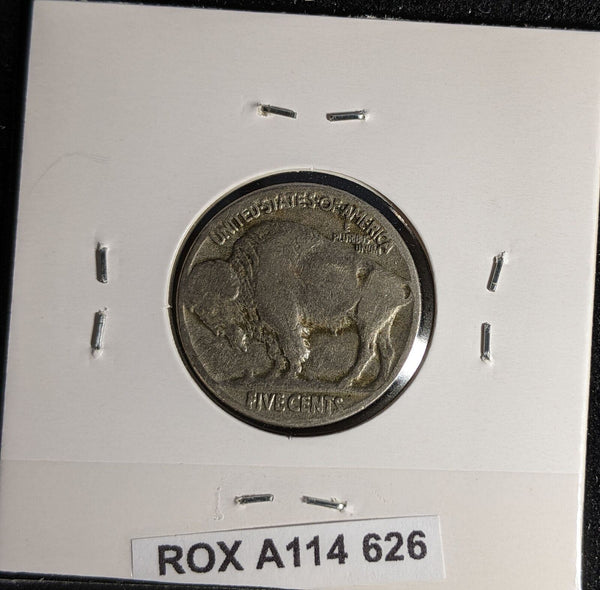 UNITED·STATES·OF·AMERICA
E
PLURIBUS
UNUM
FIVE CENTS
ROX A114 626